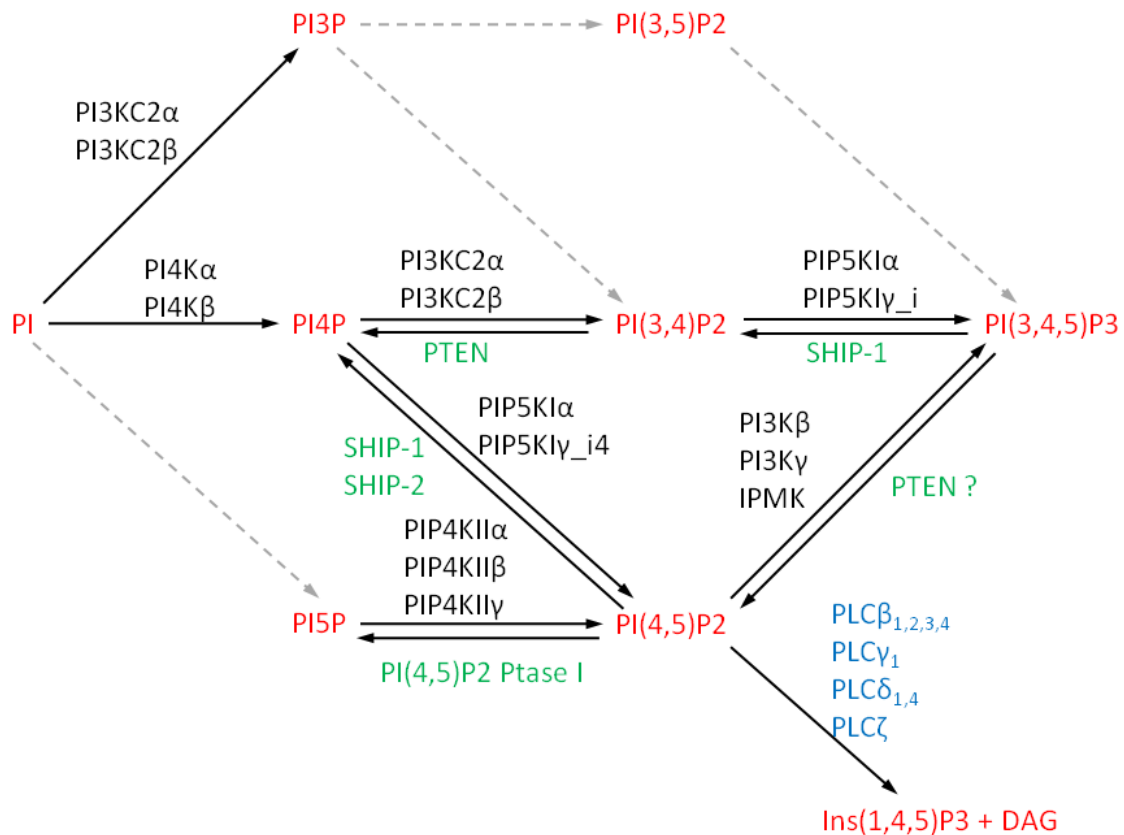 PI3P
PI(3,5)P2
PI3KC2α
PI3KC2β
PI4Kα
PI4Kβ
PI3KC2α
PI3KC2β
PIP5KIα
PIP5KIγ_i
PI
PI4P
PI(3,4)P2
PI(3,4,5)P3
PTEN
SHIP-1
PIP5KIα
PIP5KIγ_i4
SHIP-1
SHIP-2
PI3Kβ
PI3Kγ
IPMK
PTEN ?
PIP4KIIα
PIP4KIIβ
PIP4KIIγ
PI5P
PI(4,5)P2
PI(4,5)P2 Ptase I
PLCβ1,2,3,4
PLCγ1
PLCδ1,4
PLCζ
Ins(1,4,5)P3 + DAG